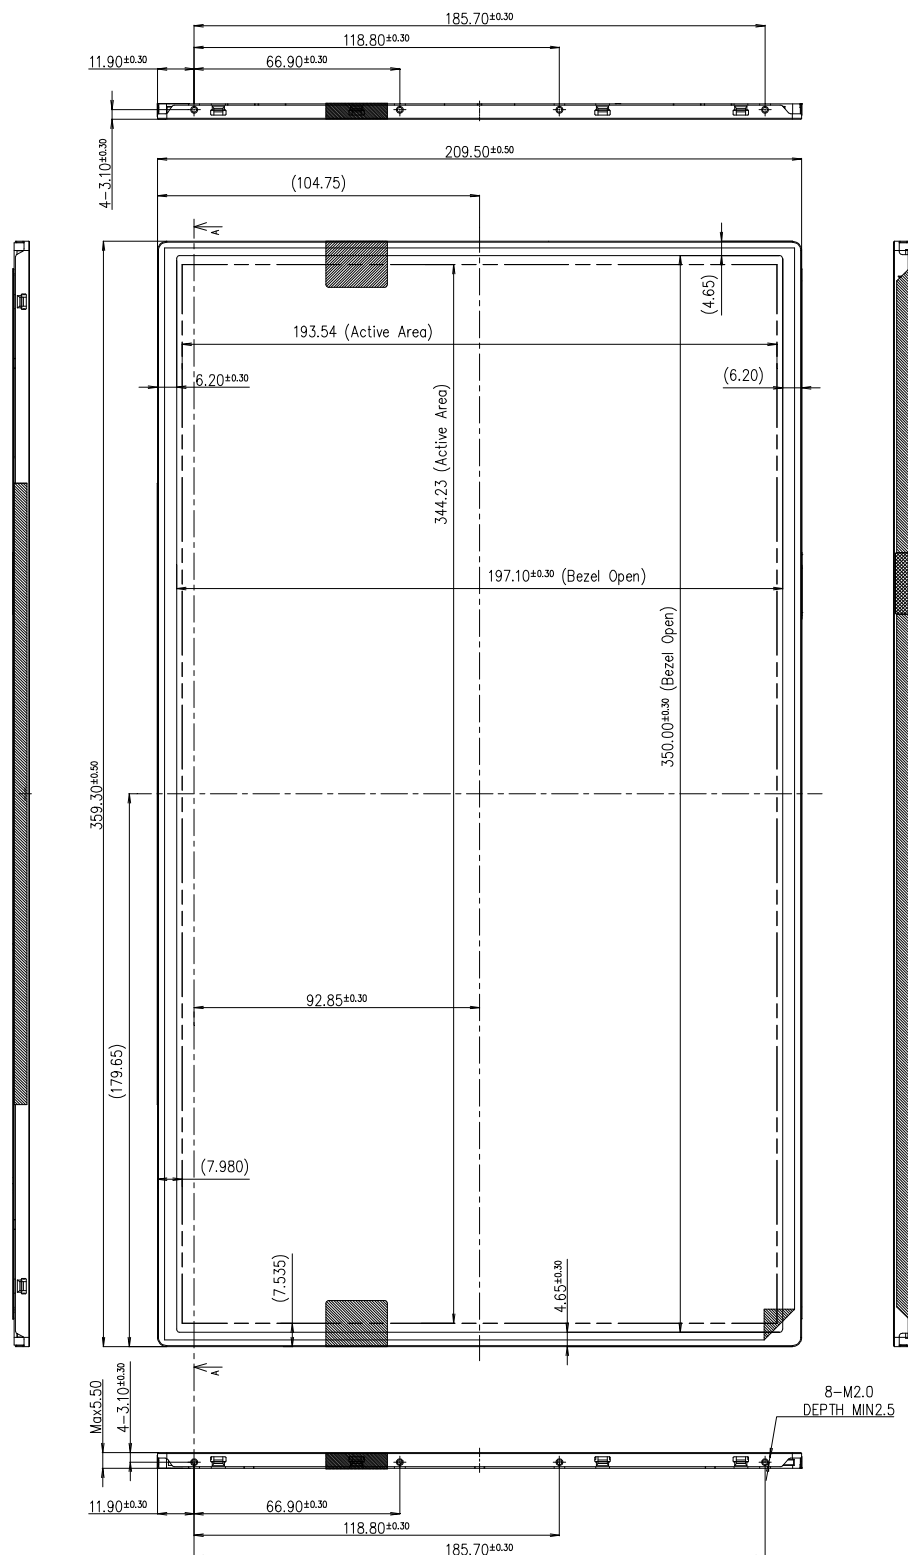 185.70±0.30
118.80±0.30
11.90±0.30
66.90±0.30
4-3.10±0.30
209.50±0.50
(104.75)
A
(4.65)
193.54 (Active Area)
6.20±0.30
(6.20)
344.23 (Active Area)
197.10±0.30 (Bezel Open)
350.00±0.30 (Bezel Open)
359.30±0.50
92.85±0.30
(179.65)
(7.980)
(7.535)
4.65±0.30
A
Max5.50
4-3.10±0.30
8-M2.0
DEPTH MIN2.5
11.90±0.30
66.90±0.30
118.80±0.30
185.70±0.30